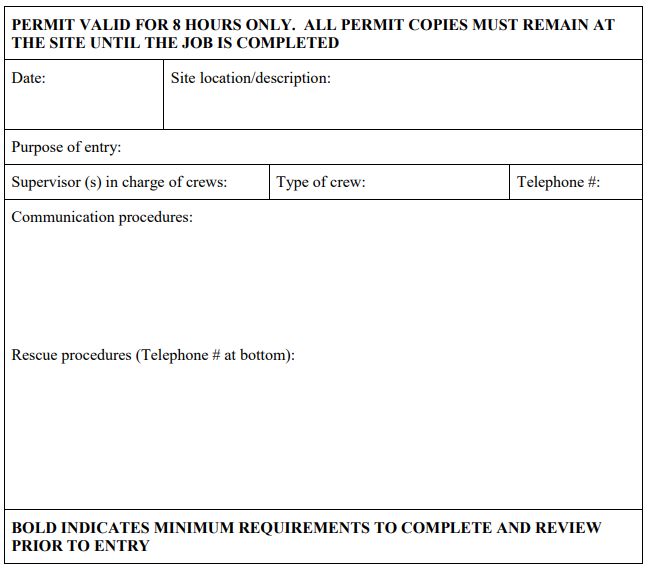 PERMIT VALID FOR 8 HOURS ONLY.  ALL PERMIT COPIES MUST REMAIN AT
THE SITE UNTIL THE JOB IS COMPLETED
Date:
Site location/description:
Purpose of entry:
Supervisor (s) in charge of crews:
Type of crew:
Telephone #:
Communication procedures:
Rescue procedures (Telephone # at bottom):
BOLD INDICATES MINIMUM REQUIREMENTS TO COMPLETE AND REVIEW
PRIOR TO ENTRY